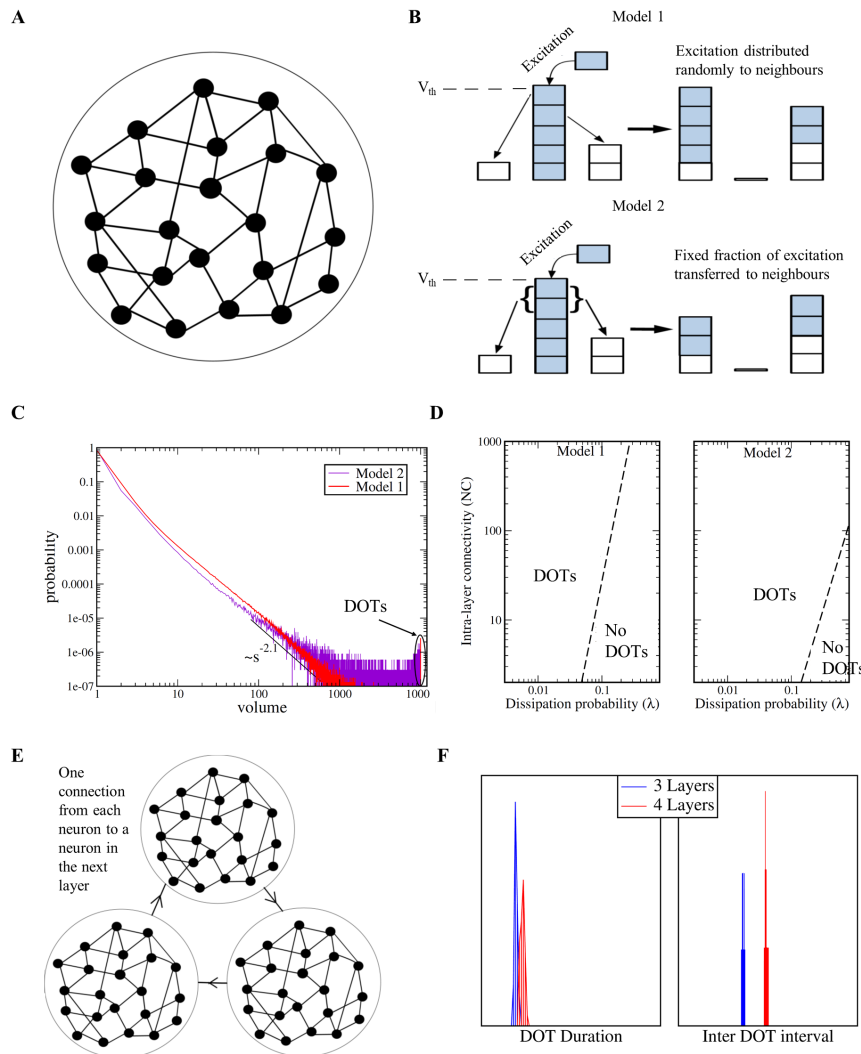 A
B
Model 1
Excitation
V_th
Excitation distributed
randomly to neighbours
Model 2
Excitation
V_th
Fixed fraction of excitation
transferred to neighbours
{ }
C
1
0.1
0.01
0.001
0.0001
1e-05
1e-06
1e-07
probability
1
10
100
1000
1000
volume
Model 2
Model 1
DOTs
~s^-2.1
D
Intra-layer connectivity (NC)
1000
100
10
Model 1
DOTs
No
DOTs
0.01
0.1
Dissipation probability (λ)
Model 2
DOTs
No
DOTs
0.01
0.1
Dissipation probability (λ)
E
One
connection
from each
neuron to a
neuron in
the next
layer
F
3 Layers
4 Layers
DOT Duration
Inter DOT interval